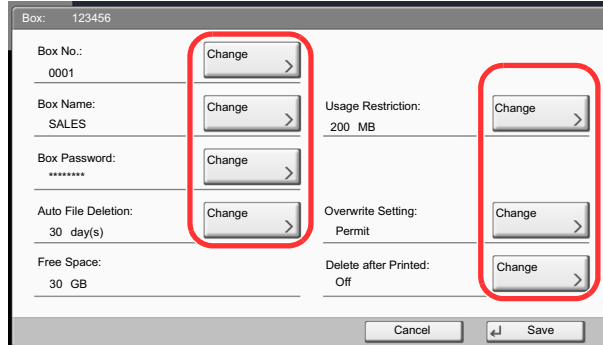 Box: 123456
Box No.:
0001
Change
Box Name:
SALES
Change
Usage Restriction:
200 MB
Change
Box Password:
********
Change
Auto File Deletion:
30 day(s)
Change
Overwrite Setting:
Permit
Change
Free Space:
30 GB
Delete after Printed:
Off
Change
Cancel
Save